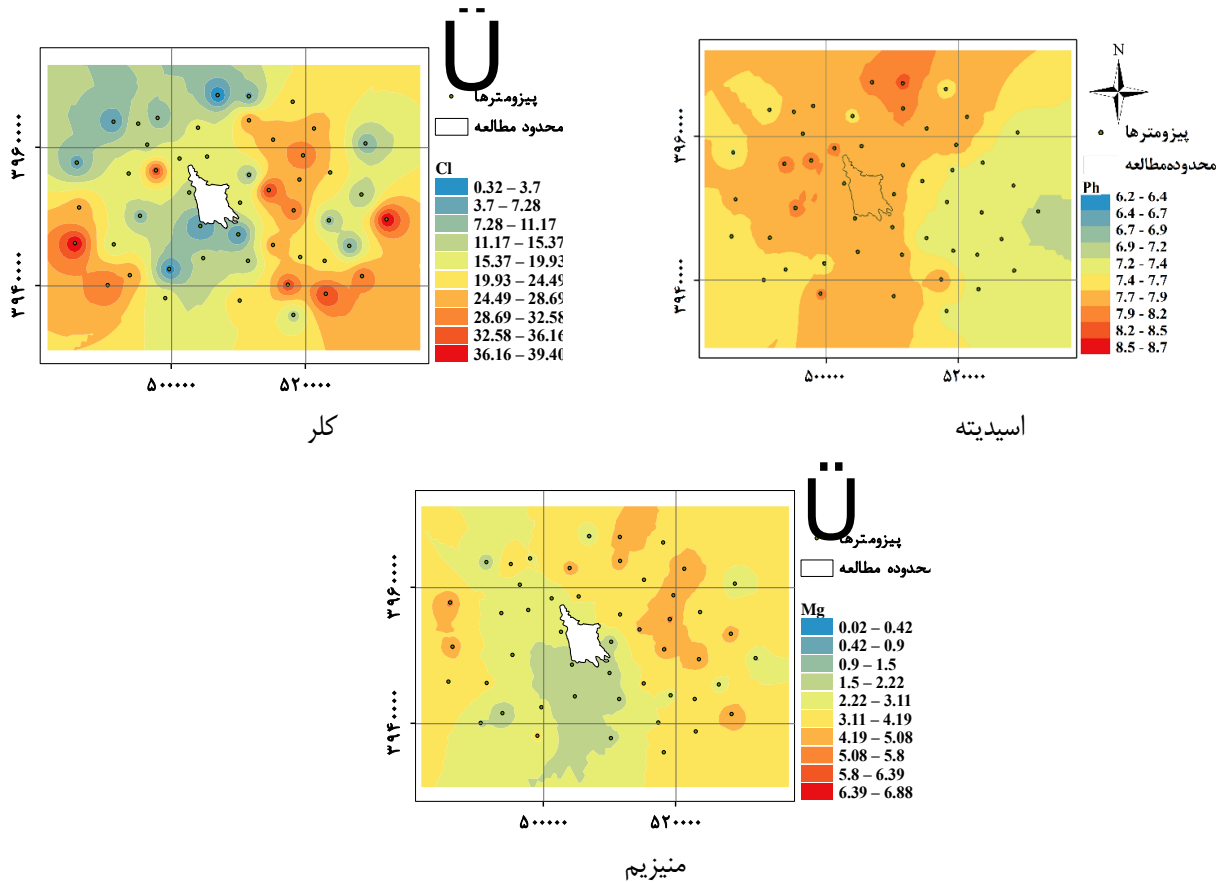 Ü
پیزومترها
محدود مطالعه
Cl
0.32 – 3.7
3.7 – 7.28
7.28 – 11.17
11.17 – 15.37
15.37 – 19.93
19.93 – 24.49
24.49 – 28.69
28.69 – 32.58
32.58 – 36.16
36.16 – 39.40
۳۹۶۰۰۰۰
۳۹۴۰۰۰۰
۵۰۰۰۰۰
۵۲۰۰۰۰
کلر
N
پیزومترها
محدوده‌مطالعه
Ph
6.2 - 6.4
6.4 - 6.7
6.7 - 6.9
6.9 - 7.2
7.2 - 7.4
7.4 - 7.7
7.7 - 7.9
7.9 - 8.2
8.2 - 8.5
8.5 - 8.7
۳۹۶۰۰۰۰
۳۹۴۰۰۰۰
۵۰۰۰۰۰
۵۲۰۰۰۰
اسیدیته
Ü
پیزومترها
محدوده مطالعه
Mg
0.02 – 0.42
0.42 – 0.9
0.9 – 1.5
1.5 – 2.22
2.22 – 3.11
3.11 – 4.19
4.19 – 5.08
5.08 – 5.8
5.8 – 6.39
6.39 – 6.88
۳۹۶۰۰۰۰
۳۹۴۰۰۰۰
۵۰۰۰۰۰
۵۲۰۰۰۰
منیزیم